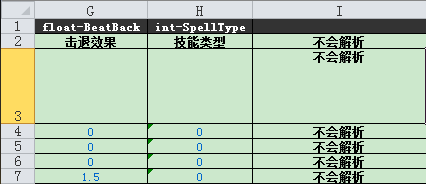 G H I
1 float-BeatBack int-SpellType
2 击退效果 技能类型 不会解析
不会解析
3
4 0 0 不会解析
5 0 0 不会解析
6 0 0 不会解析
7 1.5 0 不会解析